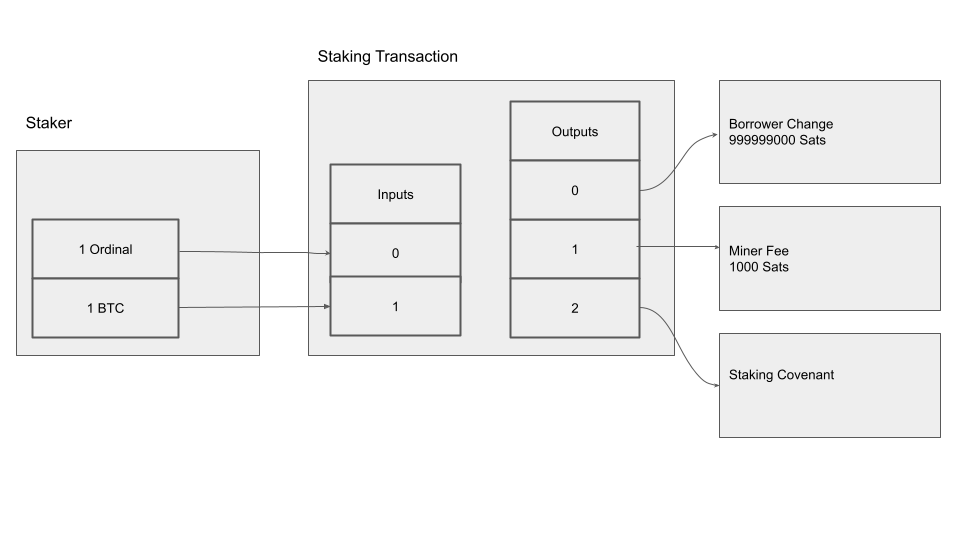 Staking Transaction
Staker
1 Ordinal
1 BTC
Inputs
0
1
Outputs
0
1
2
Borrower Change
999999000 Sats
Miner Fee
1000 Sats
Staking Covenant